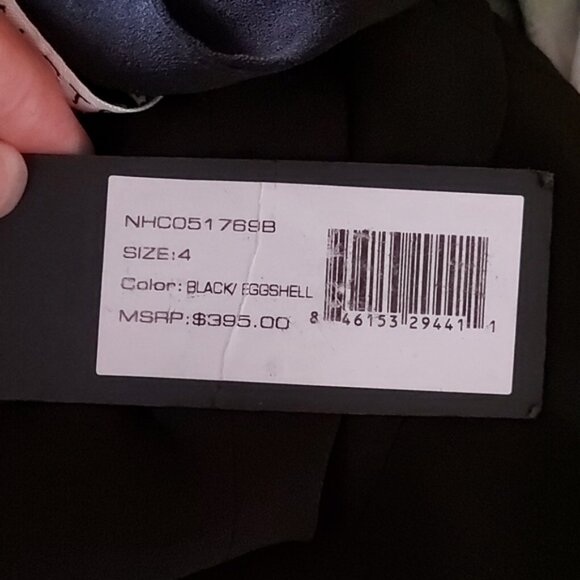 NHC051769B
SIZE:4
Color: BLACK/EGGSHELL
MSRP:$395.00
8 46153 29441 1